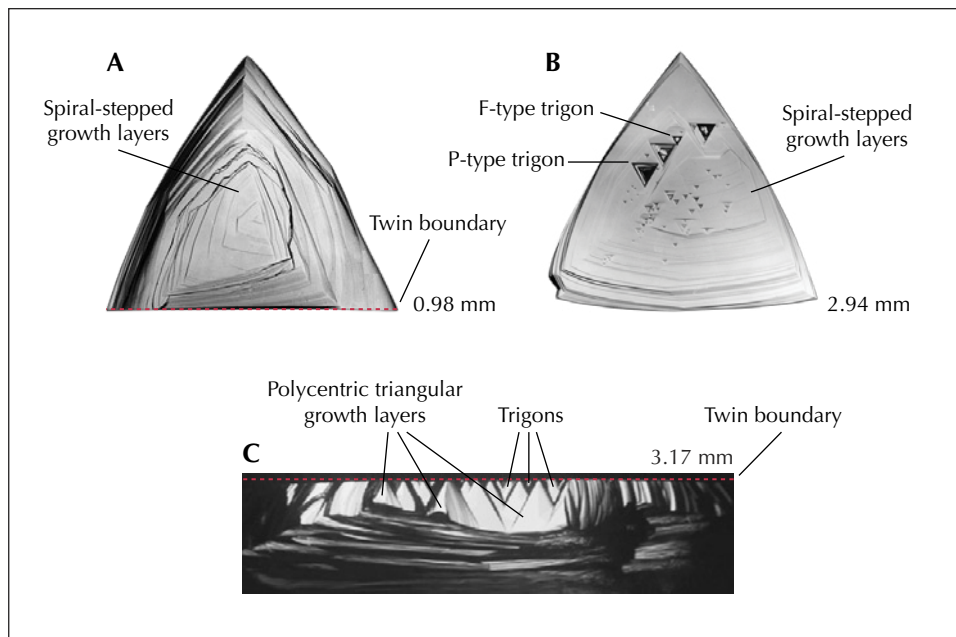 A
B
Spiral-stepped
growth layers
F-type trigon
P-type trigon
Spiral-stepped
growth layers
Twin boundary
0.98 mm
2.94 mm
Polycentric triangular
growth layers
Trigons
Twin boundary
C
3.17 mm